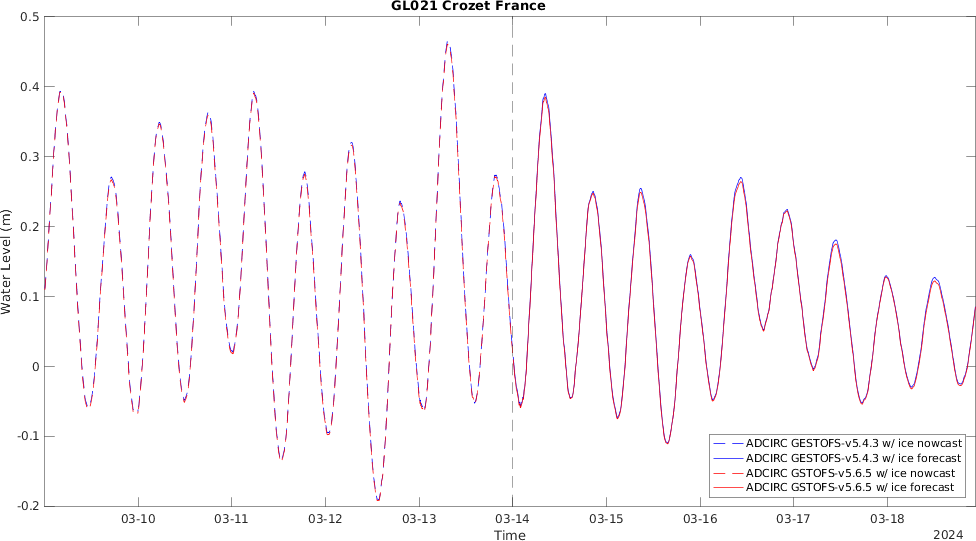 GL021 Crozet France
0.5
0.4
0.3
0.2
0.1
0
-0.1
-0.2
Water Level (m)
ADCIRC GESTOFS-v5.4.3 w/ ice nowcast
ADCIRC GESTOFS-v5.4.3 w/ ice forecast
ADCIRC GSTOFS-v5.6.5 w/ ice nowcast
ADCIRC GSTOFS-v5.6.5 w/ ice forecast
03-10 03-11 03-12 03-13 03-14 03-15 03-16 03-17 03-18
Time
2024